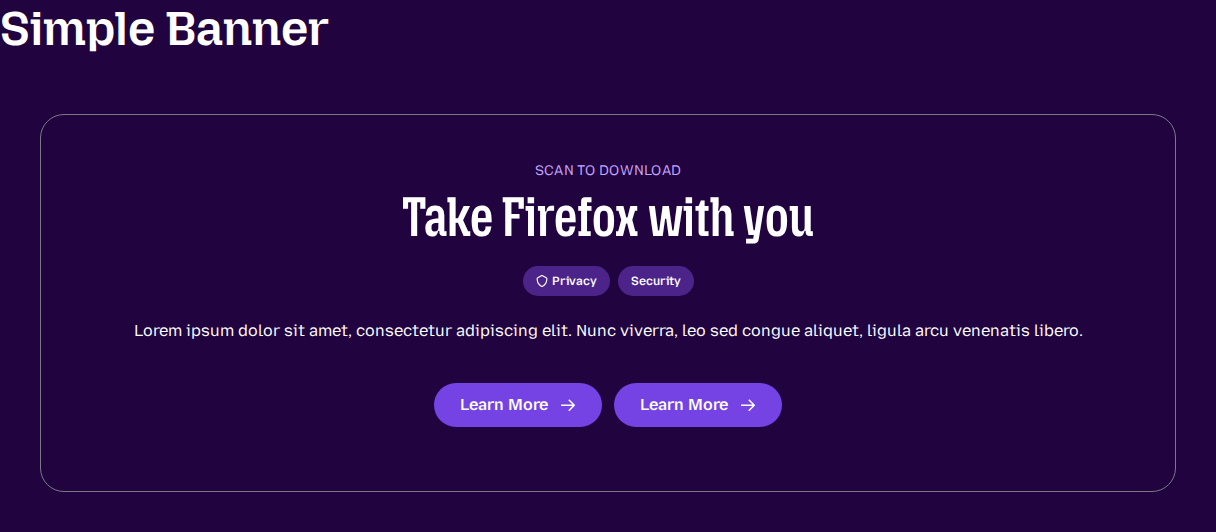 Simple Banner
SCAN TO DOWNLOAD
Take Firefox with you
Privacy Security
Lorem ipsum dolor sit amet, consectetur adipiscing elit. Nunc viverra, leo sed congue aliquet, ligula arcu venenatis libero.
Learn More Learn More